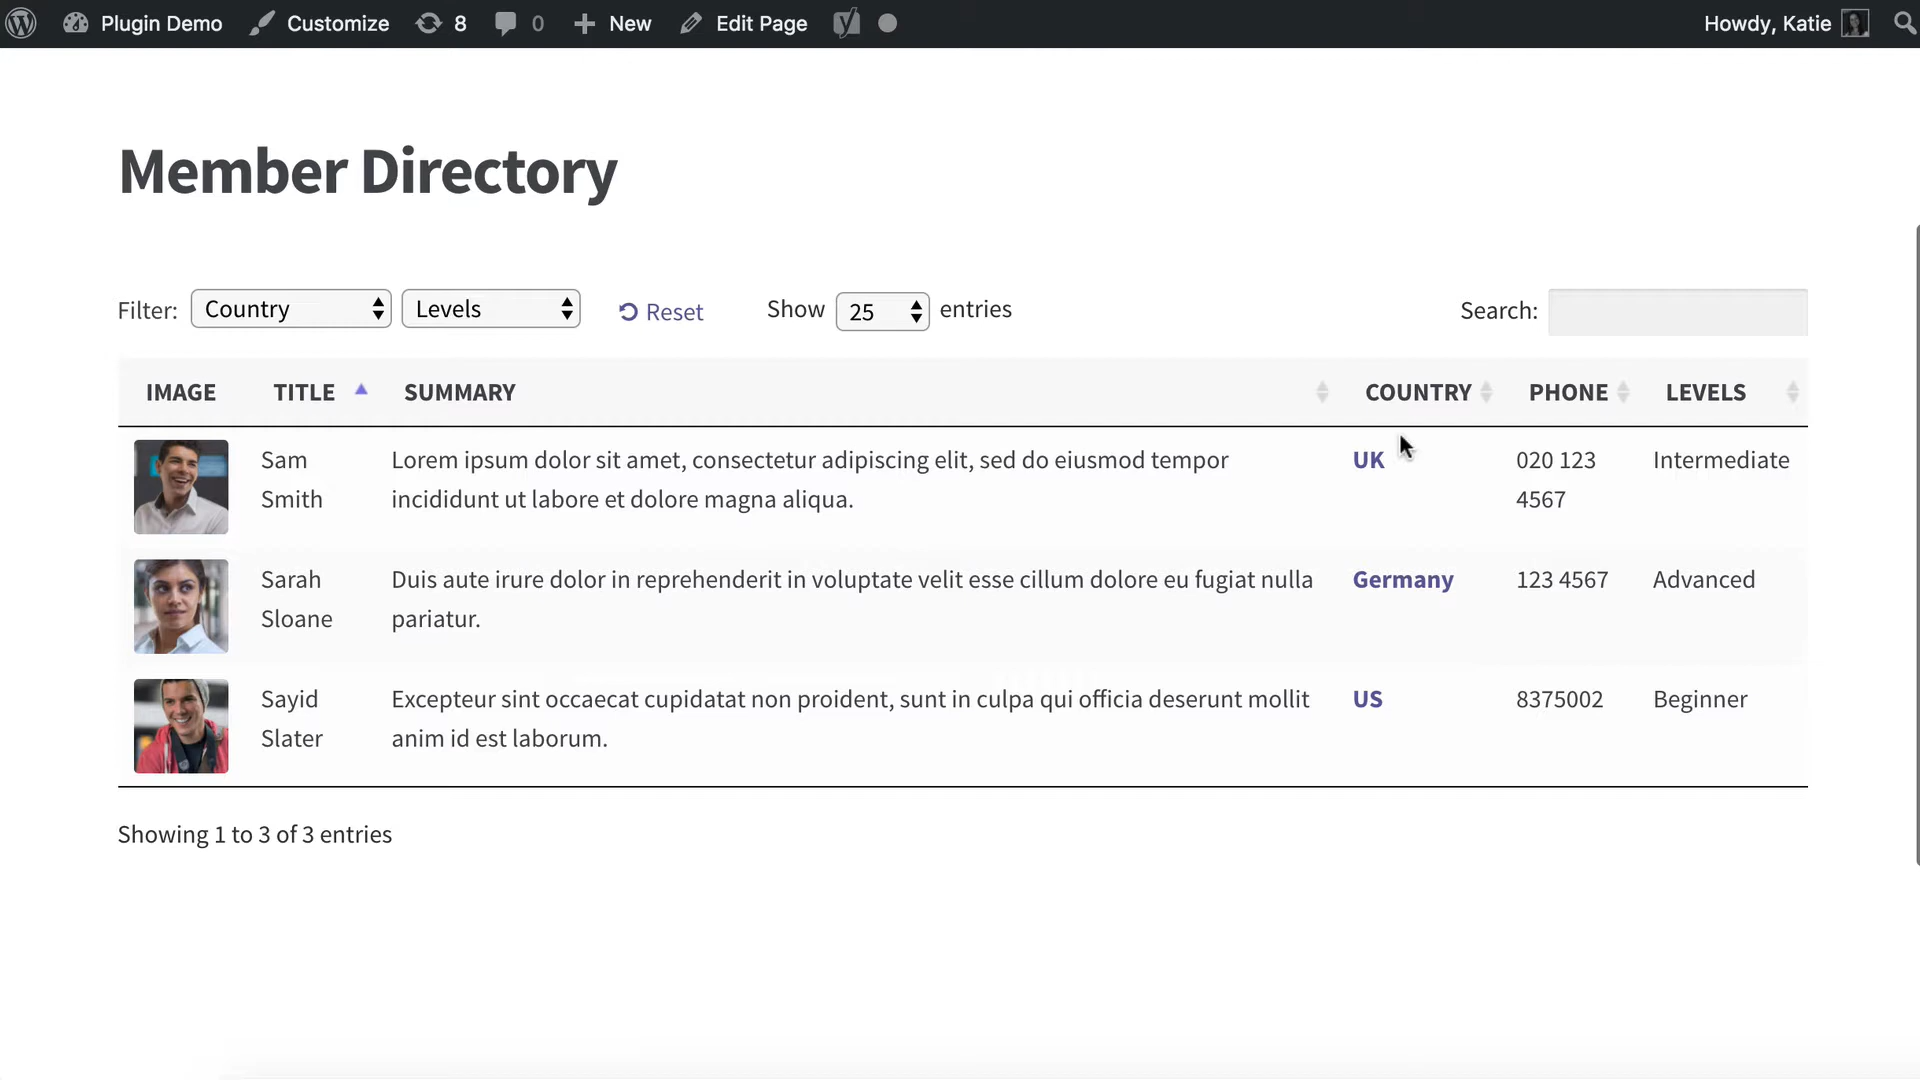 Plugin Demo Customize 8 0 New Edit Page Howdy, Katie
Member Directory
Filter: Country Levels Reset Show 25 entries Search:
IMAGE TITLE SUMMARY COUNTRY PHONE LEVELS
Sam Lorem ipsum dolor sit amet, consectetur adipiscing elit, sed do eiusmod tempor UK 020 123 Intermediate
Smith incididunt ut labore et dolore magna aliqua. 4567
Sarah Duis aute irure dolor in reprehenderit in voluptate velit esse cillum dolore eu fugiat nulla Germany 123 4567 Advanced
Sloane pariatur.
Sayid Excepteur sint occaecat cupidatat non proident, sunt in culpa qui officia deserunt mollit US 8375002 Beginner
Slater anim id est laborum.
Showing 1 to 3 of 3 entries